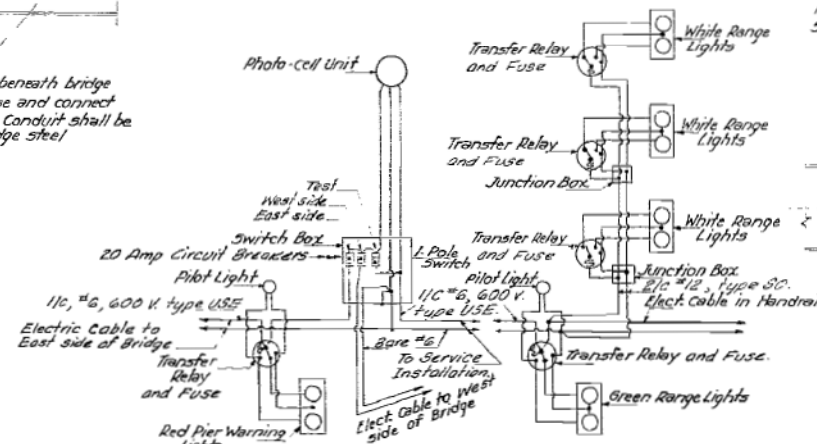 beneath bridge
se and connect
Conduit shall be
dge steel
Photo-cell Unit
Transfer Relay
and Fuse
White Range
Lights
Transfer Relay
and Fuse
White Range
Lights
Junction Box
Test
West side
East side
Switch Box
20 Amp Circuit Breakers
1-Pole
Switch
Transfer Relay
and Fuse
White Range
Lights
Junction Box
2/c #12, type SO.
Elect. Cable in Handra
Pilot Light
1/C, #6, 600 V. type USE
Electric Cable to
East side of Bridge
Transfer
Relay
and Fuse
Red Pier Warning
Lights
Pilot Light
1/C #6, 600 v.
type USE.
Bare #6
To Service
Installation.
Elect. Cable to West
side of Bridge
Transfer Relay and Fuse.
Green Range Lights